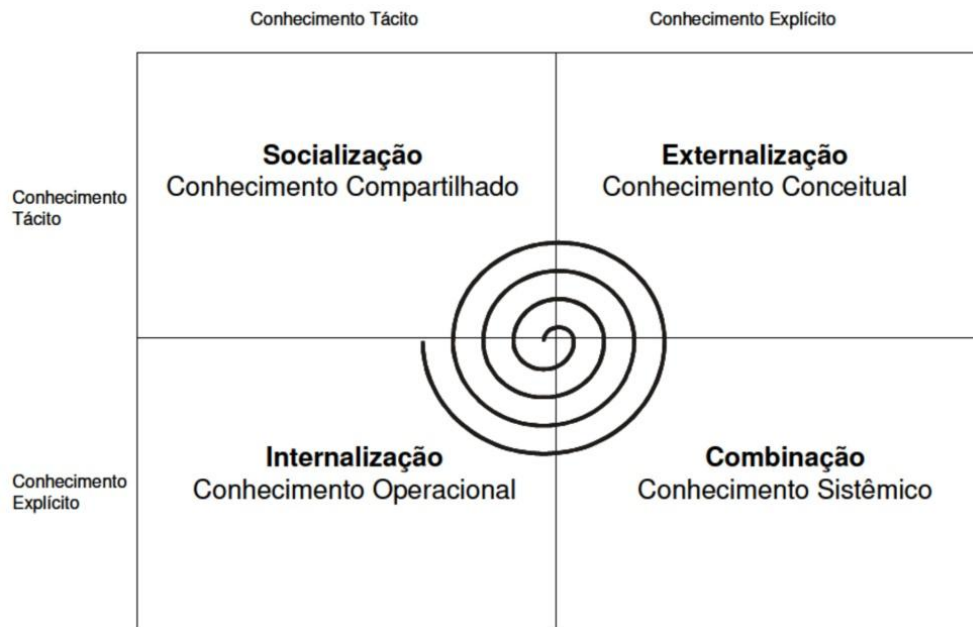 Conhecimento Tácito
Conhecimento Explícito
Socialização
Conhecimento Compartilhado
Externalização
Conhecimento Conceitual
Conhecimento
Tácito
Internalização
Conhecimento Operacional
Combinação
Conhecimento Sistêmico
Conhecimento
Explícito